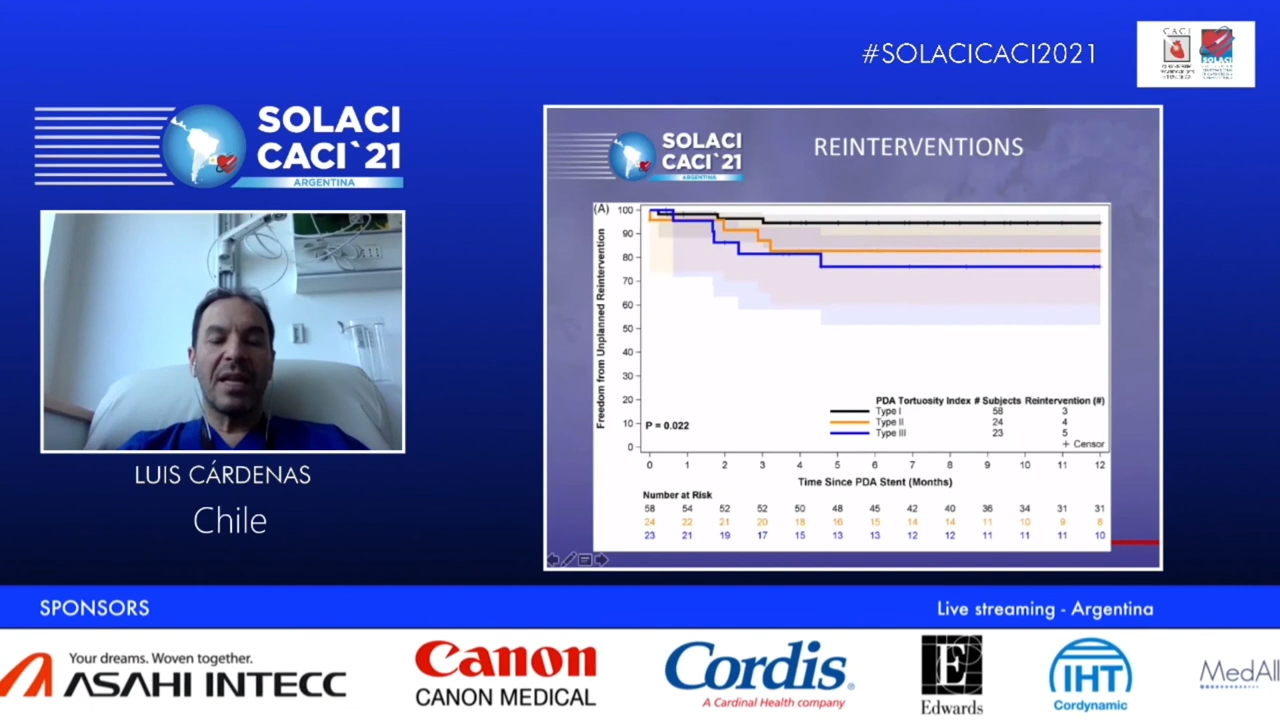 #SOLACICACI2021
CACI
SOLACI
SOLACI
CACI`21
ARGENTINA
LUIS CÁRDENAS
Chile
SOLACI
CACI`21
ARGENTINA
REINTERVENTIONS
(A)
Freedom from Unplanned Reintervention
100
90
80
70
60
50
40
30
20
10
0
P = 0.022
PDA Tortuosity Index # Subjects Reintervention (#)
Type I 58 3
Type II 24 4
Type III 23 5
+ Censor
0 1 2 3 4 5 6 7 8 9 10 11 12
Time Since PDA Stent (Months)
Number at Risk
58 54 52 52 50 48 45 42 40 36 34 31 31
24 22 21 20 18 16 15 14 14 11 10 9 8
23 21 19 17 15 13 13 12 12 11 11 11 10
SPONSORS
Live streaming - Argentina
Your dreams. Woven together.
ASAHI INTECC
Canon
CANON MEDICAL
Cordis®
A Cardinal Health company
E
Edwards
IHT
Cordynamic
MedAll